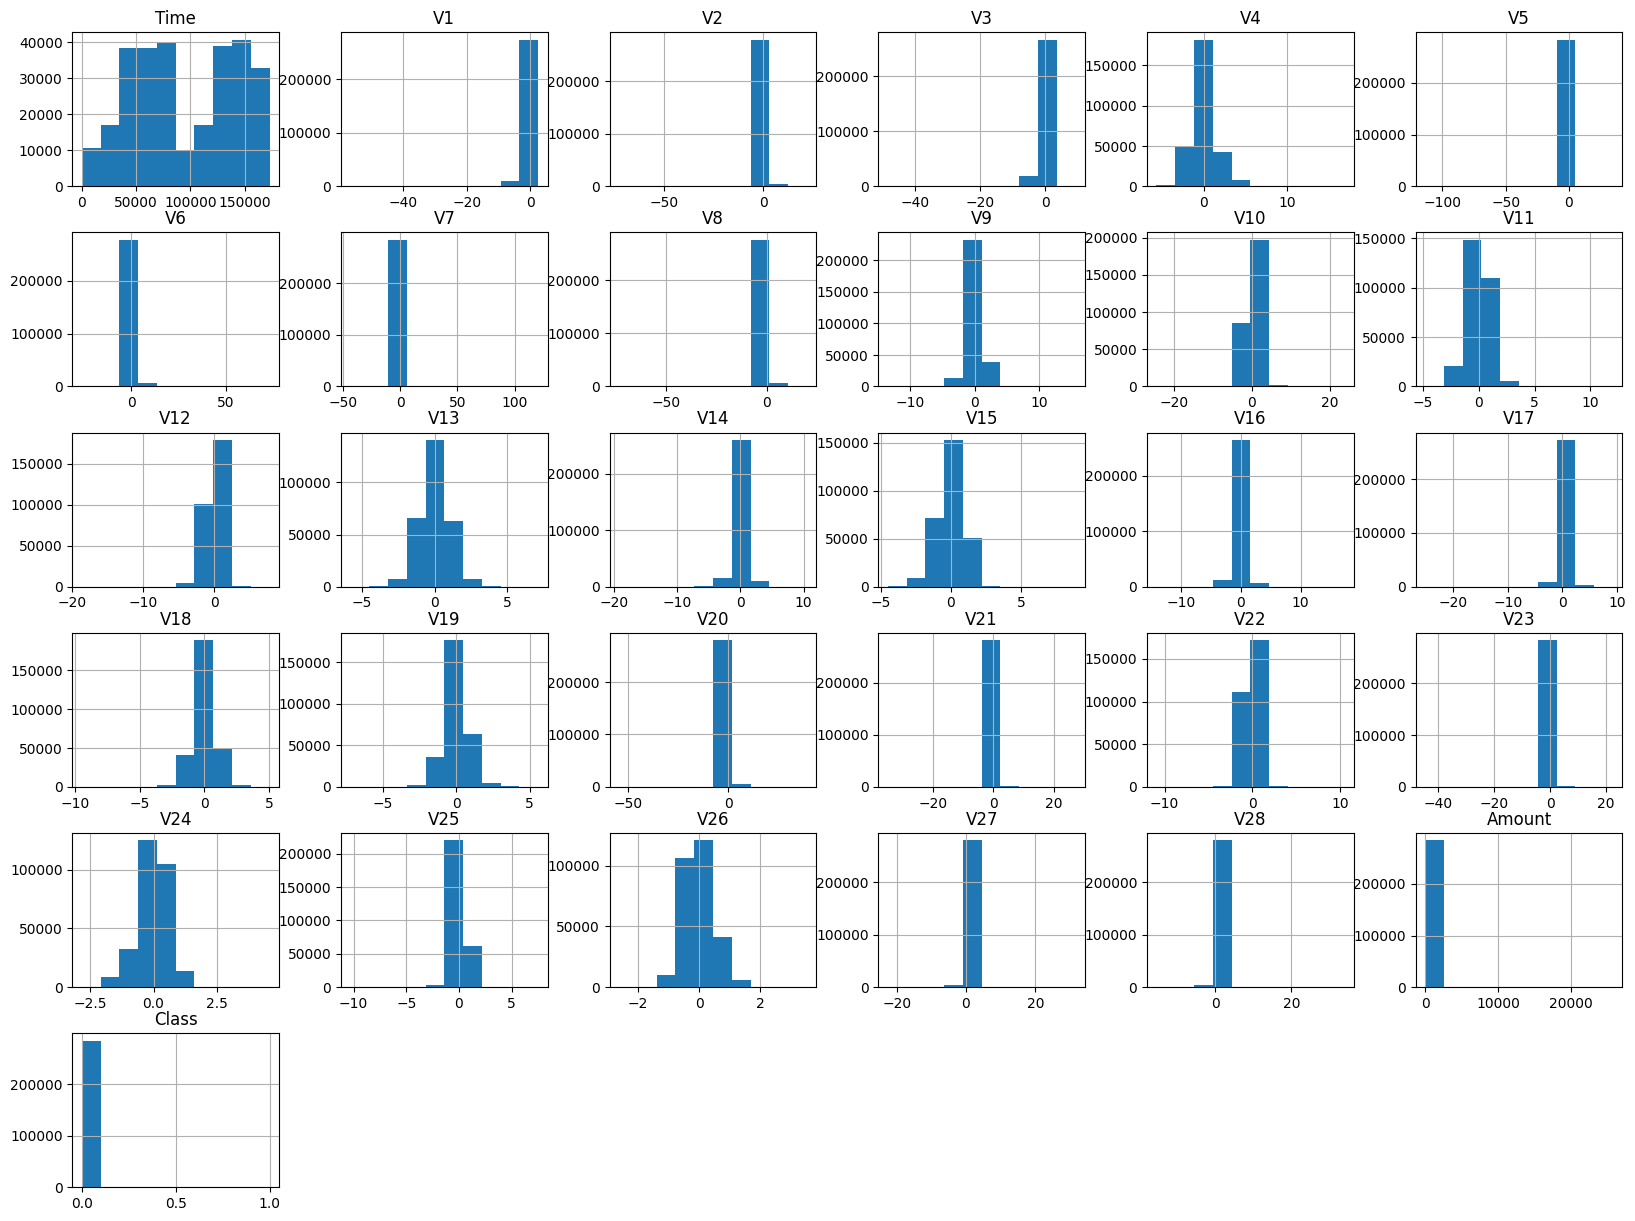 Time
40000
30000
20000
10000
0
0 50000 100000 150000
V1
200000
100000
0
−40 −20 0
V2
200000
100000
0
−50 0
V3
200000
100000
0
−40 −20 0
V4
150000
100000
50000
0
0 10
V5
200000
100000
0
−100 −50 0
V6
200000
100000
0
0 50
V7
200000
100000
0
−50 0 50 100
V8
200000
100000
0
−50 0
V9
200000
150000
100000
50000
0
−10 0 10
V10
200000
150000
100000
50000
0
−20 0 20
V11
150000
100000
50000
0
−5 0 5 10
V12
150000
100000
50000
0
−20 −10 0
V13
100000
50000
0
−5 0 5
V14
200000
100000
0
−20 −10 0 10
V15
150000
100000
50000
0
−5 0 5
V16
200000
100000
0
−10 0 10
V17
200000
100000
0
−20 −10 0 10
V18
150000
100000
50000
0
−10 −5 0 5
V19
150000
100000
50000
0
−5 0 5
V20
200000
100000
0
−50 0
V21
200000
100000
0
−20 0 20
V22
150000
100000
50000
0
−10 0 10
V23
200000
100000
0
−40 −20 0 20
V24
100000
50000
0
−2.5 0.0 2.5
V25
200000
150000
100000
50000
0
−10 −5 0 5
V26
100000
50000
0
−2 0 2
V27
200000
100000
0
−20 0 20
V28
200000
100000
0
0 20
Amount
200000
100000
0
0 10000 20000
Class
200000
100000
0
0.0 0.5 1.0